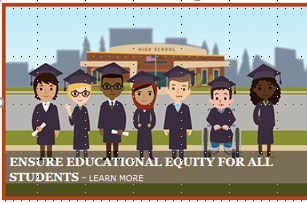 HIGH SCHOOL
ENSURE EDUCATIONAL EQUITY FOR ALL
STUDENTS - LEARN MORE